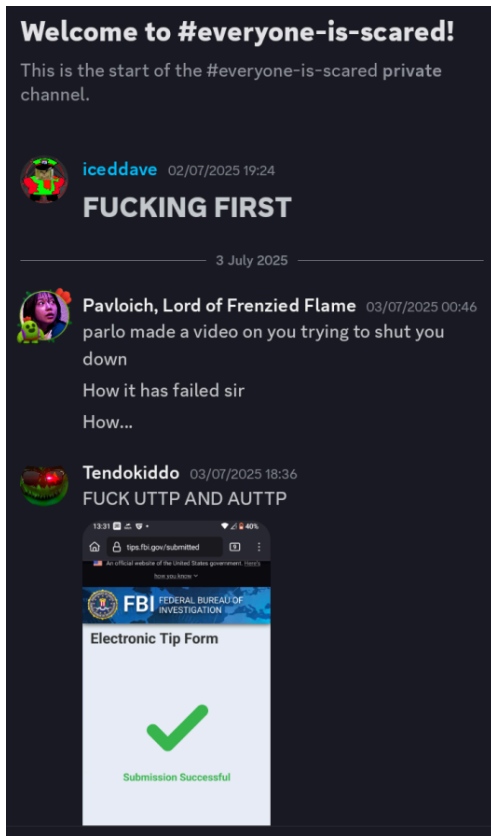 Welcome to #everyone-is-scared!
This is the start of the #everyone-is-scared private
channel.
iceddave 02/07/2025 19:24
FUCKING FIRST
3 July 2025
Pavloich, Lord of Frenzied Flame 03/07/2025 00:46
parlo made a video on you trying to shut you
down
How it has failed sir
How...
Tendokiddo 03/07/2025 18:36
FUCK UTTP AND AUTTP
13:31 40%
tips.fbi.gov/submitted
An official website of the United States government. Here's
how you know
FBI FEDERAL BUREAU OF
INVESTIGATION
Electronic Tip Form
Submission Successful